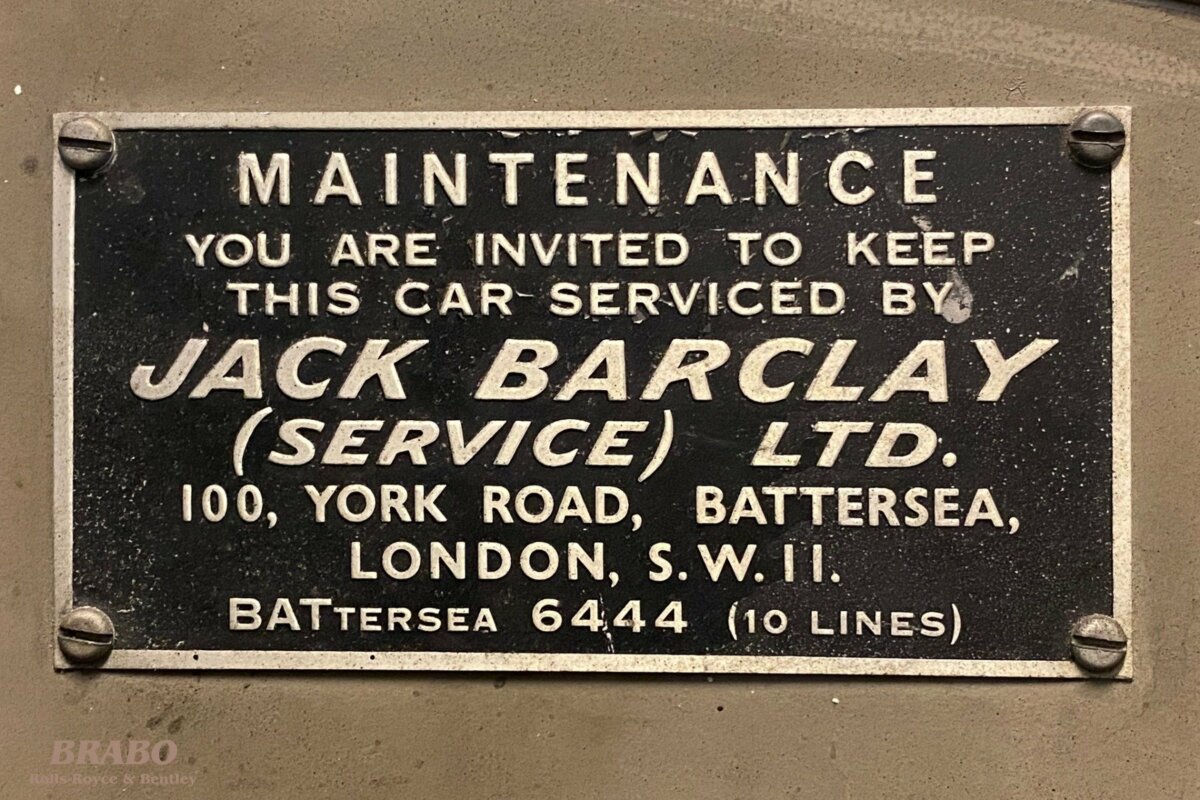 MAINTENANCE
YOU ARE INVITED TO KEEP
THIS CAR SERVICED BY
JACK BARCLAY
(SERVICE) LTD.
100, YORK ROAD, BATTERSEA,
LONDON, S.W.11.
BATTERSEA 6444 (10 LINES)
BRABO
Rolls-Royce & Bentley